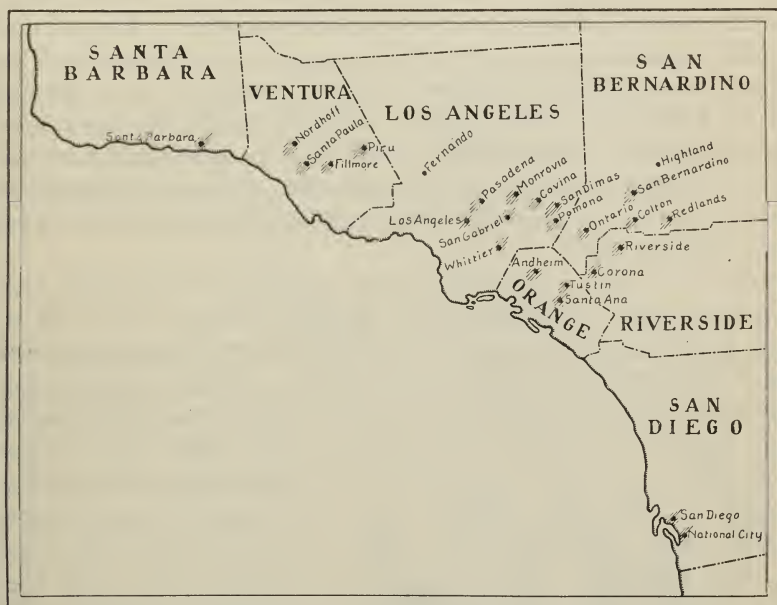 SANTA
BARBARA
VENTURA
LOS ANGELES
SAN
BERNARDINO
Santa Barbara
Nordhoff
Santa Paula
Fillmore
Piru
Fernando
Pasadena
Monrovia
Covina
San Dimas
Pomona
Los Angeles
San Gabriel
Whittier
Highland
San Bernardino
Ontario
Colton
Redlands
Riverside
Andheim
Corona
Tustin
Santa Ana
ORANGE
RIVERSIDE
SAN
DIEGO
San Diego
National City